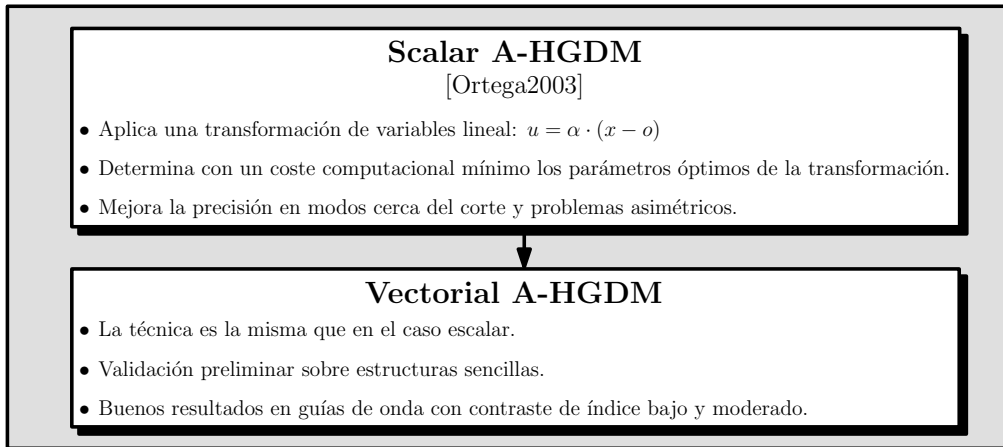 Scalar A-HGDM
[Ortega2003]
• Aplica una transformación de variables lineal: u = α · (x − o)
• Determina con un coste computacional mínimo los parámetros óptimos de la transformación.
• Mejora la precisión en modos cerca del corte y problemas asimétricos.
Vectorial A-HGDM
• La técnica es la misma que en el caso escalar.
• Validación preliminar sobre estructuras sencillas.
• Buenos resultados en guías de onda con contraste de índice bajo y moderado.